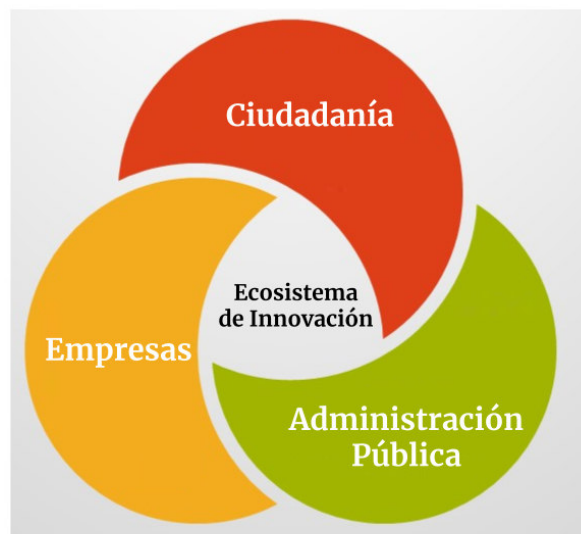 Ciudadanía
Ecosistema
de Innovación
Empresas
Administración
Pública